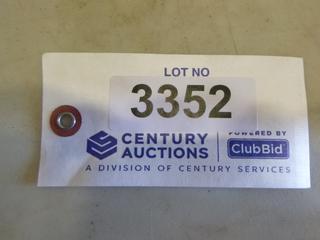 LOT NO
3352
CENTURY
AUCTIONS
POWERED BY
ClubBid
A DIVISION OF CENTURY SERVICES